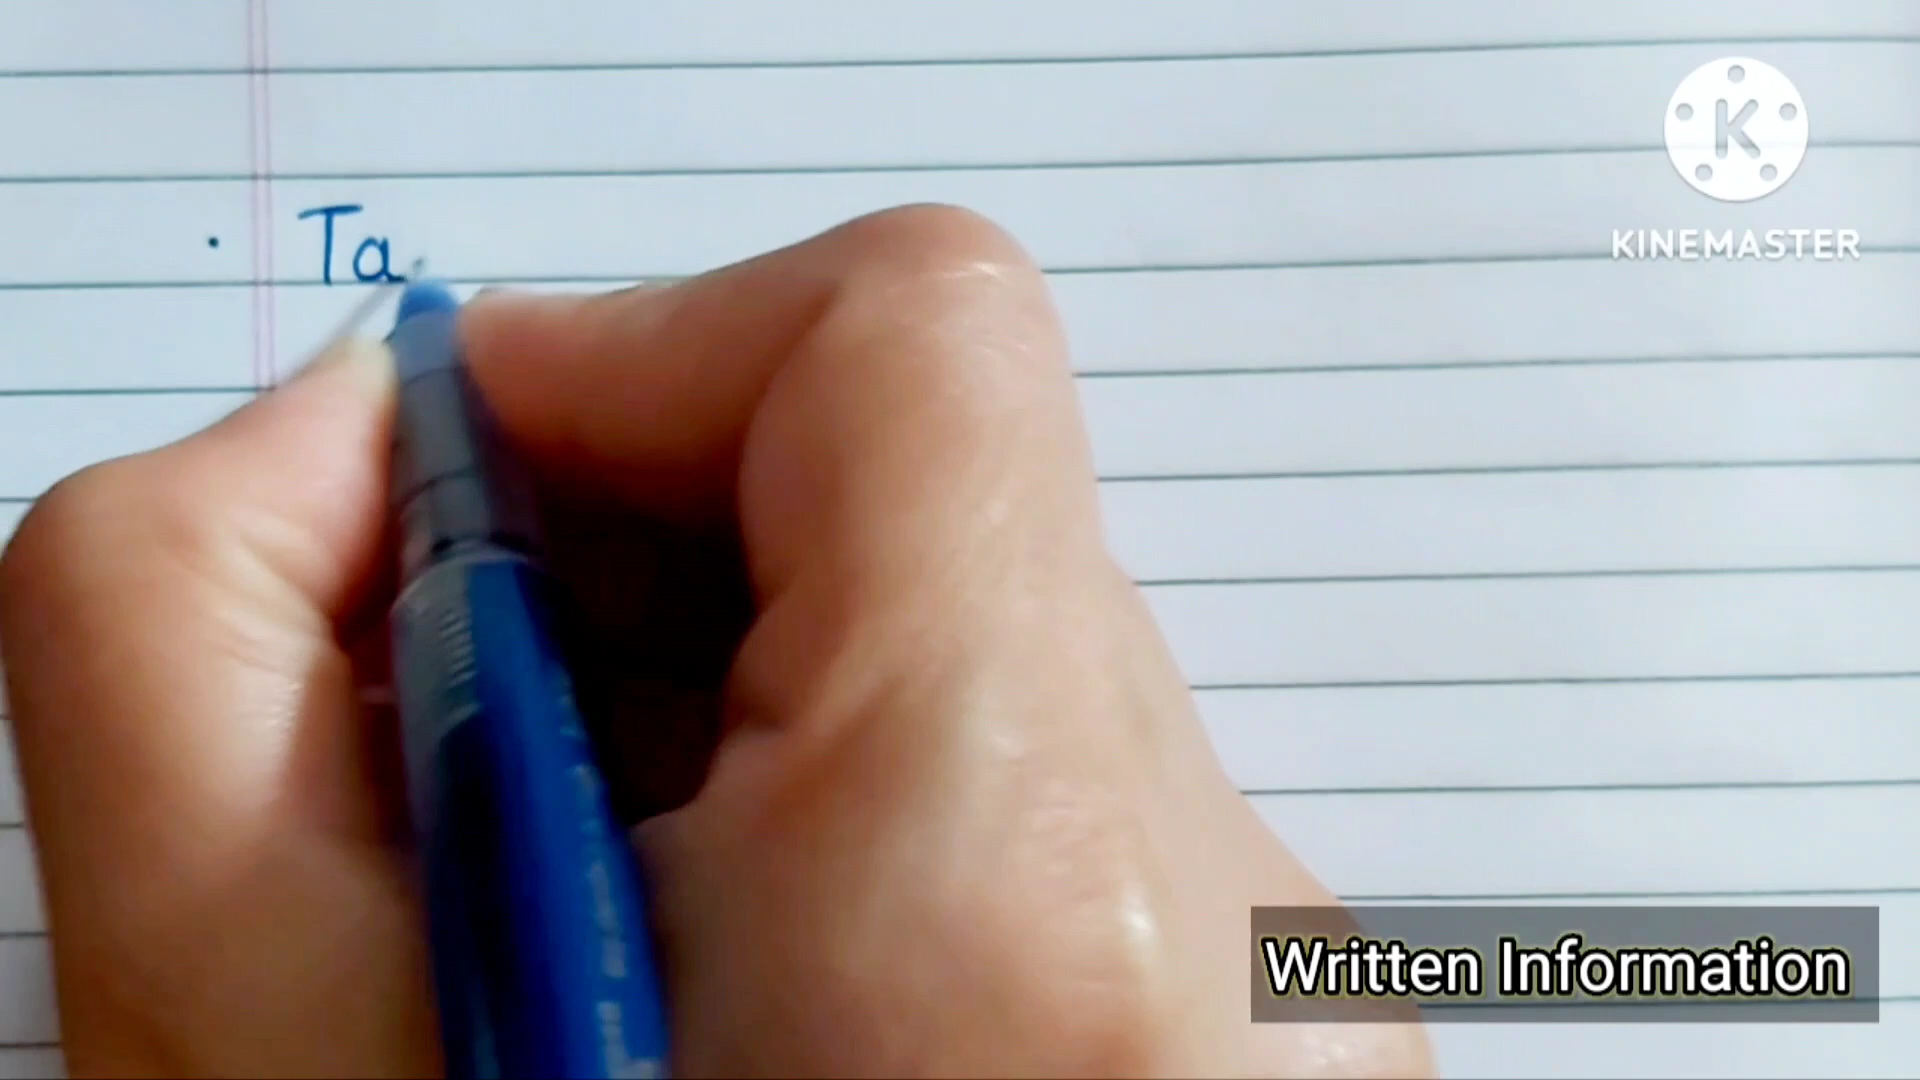 K
KINEMASTER
· Ta
Written Information